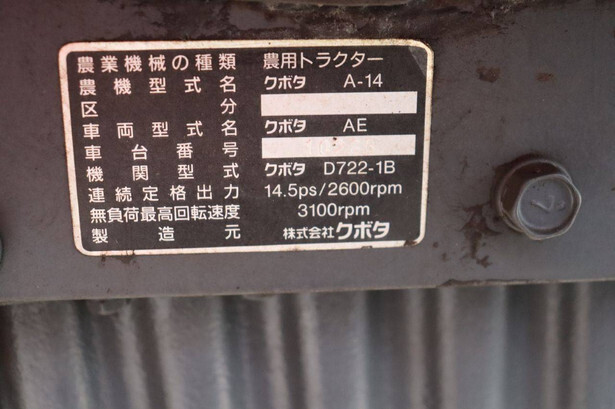 農業機械の種類 農用トラクター
農機型式名 クボタ A-14
区分
車両型式名 クボタ AE
車台番号
機関型式 クボタ D722-1B
連続定格出力 14.5ps/2600rpm
無負荷最高回転速度 3100rpm
製造元 株式会社クボタ